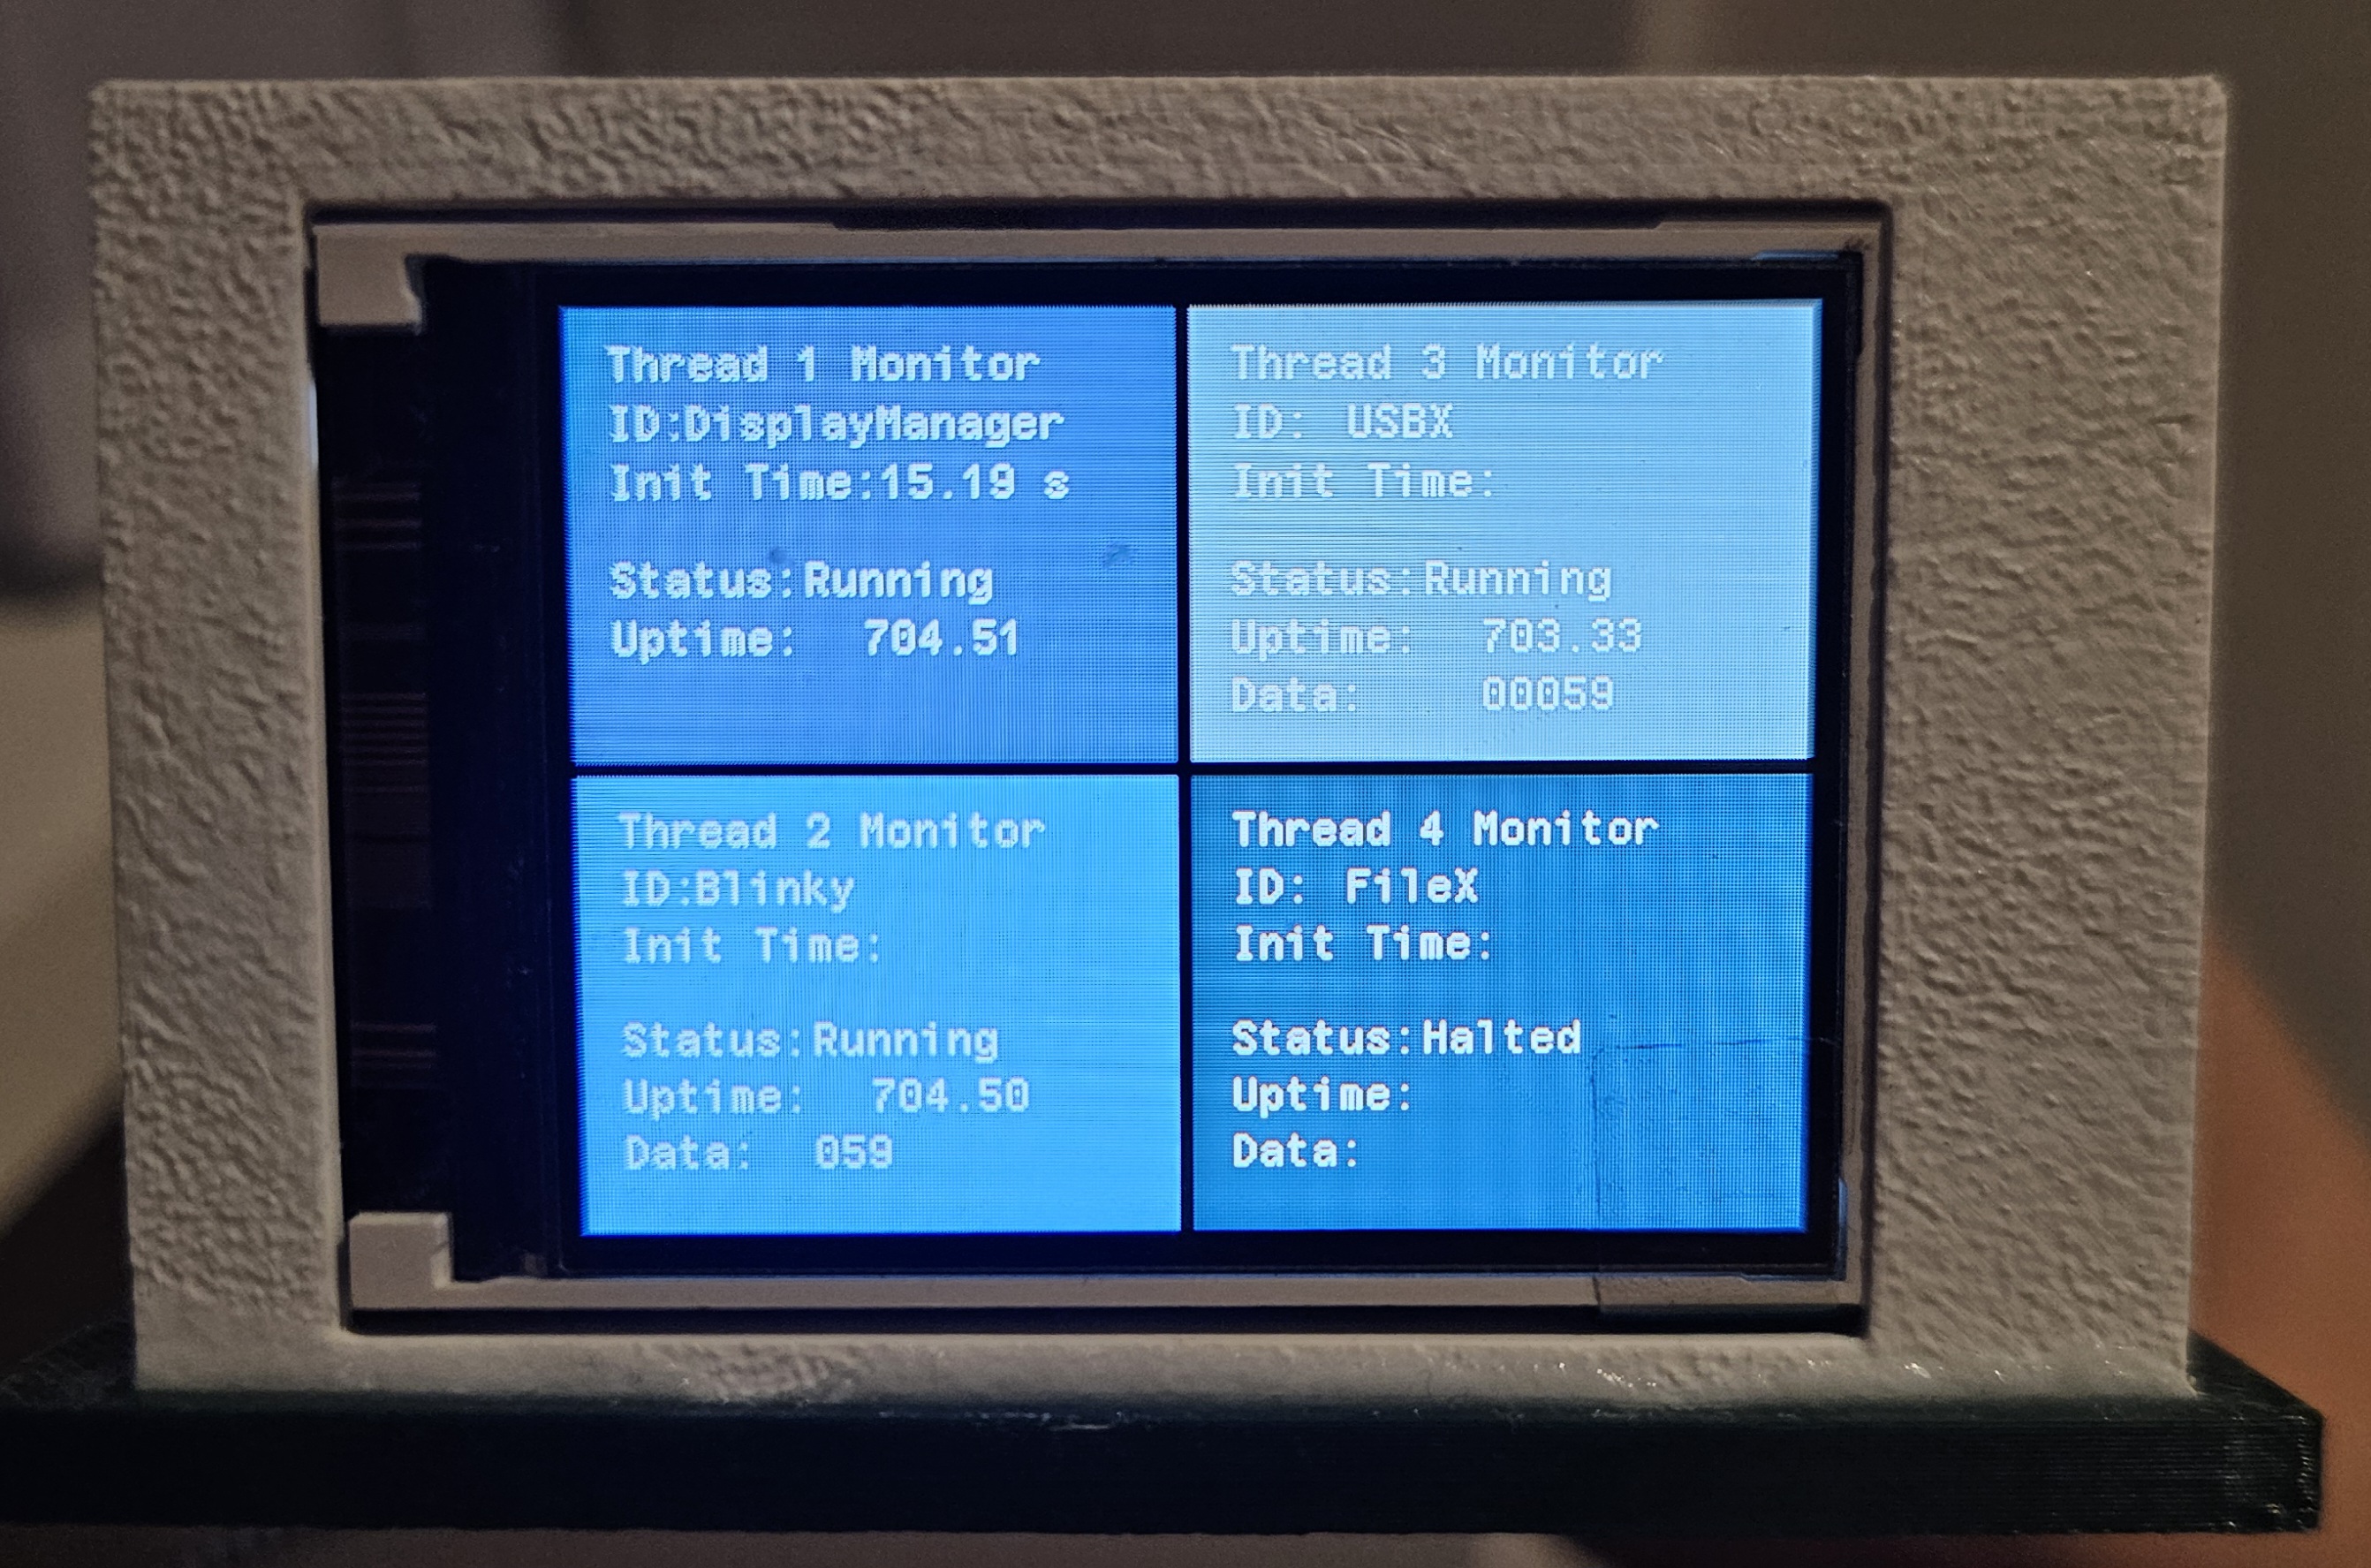 Thread 1 Monitor
ID:DisplayManager
Init Time:15.19 s
Status:Running
Uptime: 704.51
Thread 2 Monitor
ID:Blinky
Init Time:
Status:Running
Uptime: 704.50
Data: 059
Thread 3 Monitor
ID: USBX
Init Time:
Status:Running
Uptime: 703.33
Data: 00059
Thread 4 Monitor
ID: FileX
Init Time:
Status:Halted
Uptime:
Data: